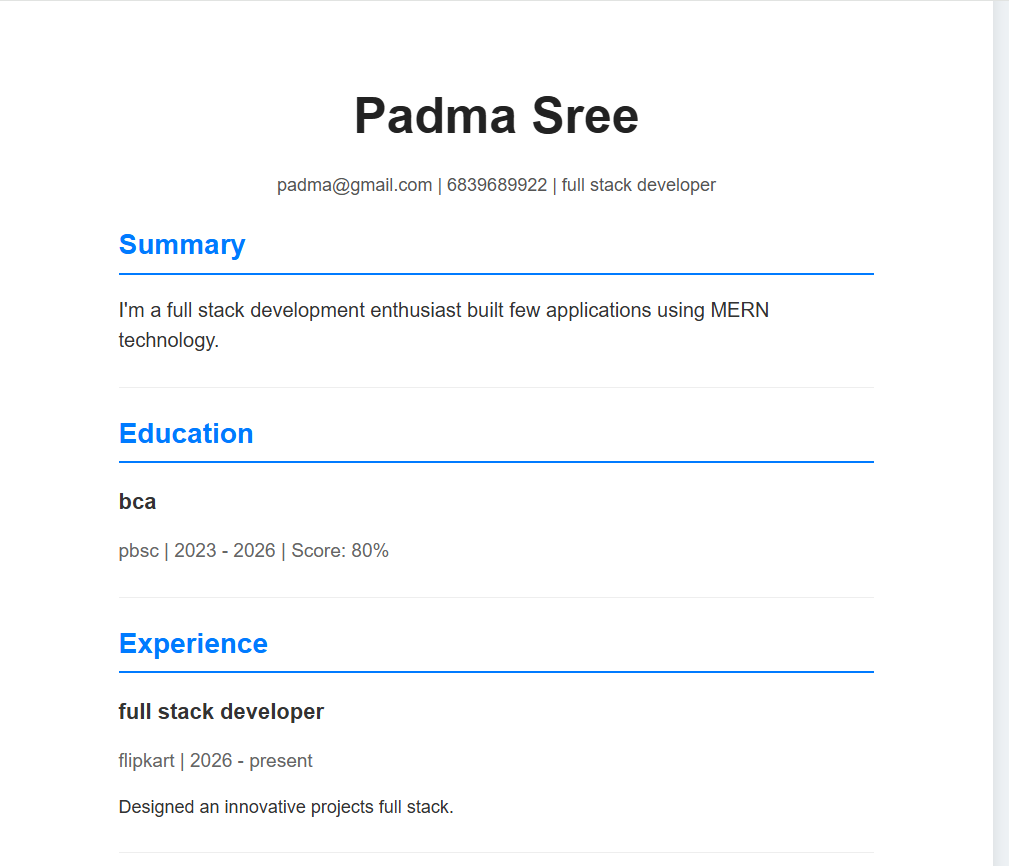 Padma Sree
padma@gmail.com | 6839689922 | full stack developer
Summary
I'm a full stack development enthusiast built few applications using MERN
technology.
Education
bca
pbsc | 2023 - 2026 | Score: 80%
Experience
full stack developer
flipkart | 2026 - present
Designed an innovative projects full stack.